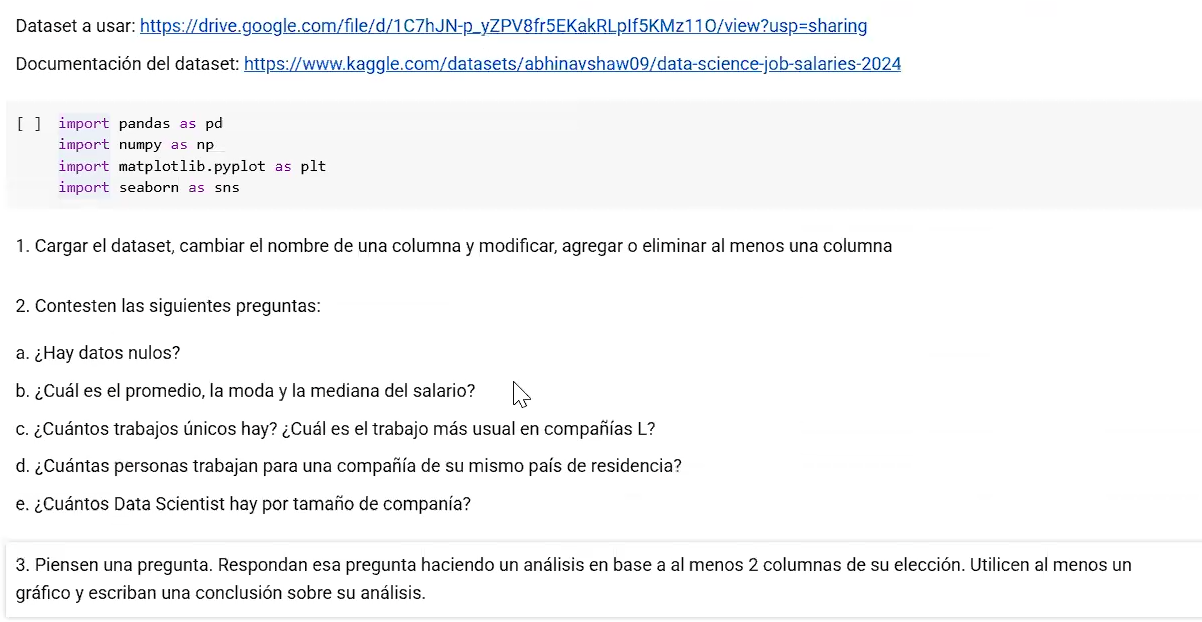 Dataset a usar: https://drive.google.com/file/d/1C7hJN-p_yZPV8fr5EKakRLpIf5KMz11O/view?usp=sharing
Documentación del dataset: https://www.kaggle.com/datasets/abhinavshaw09/data-science-job-salaries-2024
[ ] import pandas as pd
import numpy as np
import matplotlib.pyplot as plt
import seaborn as sns
1. Cargar el dataset, cambiar el nombre de una columna y modificar, agregar o eliminar al menos una columna
2. Contesten las siguientes preguntas:
a. ¿Hay datos nulos?
b. ¿Cuál es el promedio, la moda y la mediana del salario?
c. ¿Cuántos trabajos únicos hay? ¿Cuál es el trabajo más usual en compañías L?
d. ¿Cuántas personas trabajan para una compañía de su mismo país de residencia?
e. ¿Cuántos Data Scientist hay por tamaño de companía?
3. Piensen una pregunta. Respondan esa pregunta haciendo un análisis en base a al menos 2 columnas de su elección. Utilicen al menos un
gráfico y escriban una conclusión sobre su análisis.